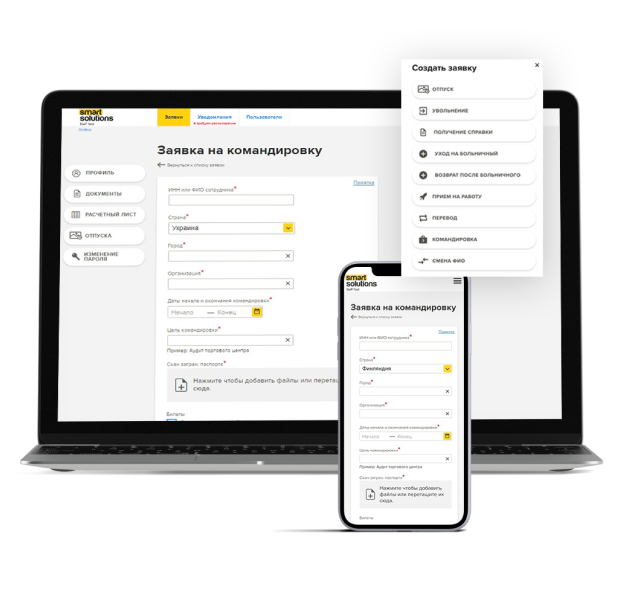 smart
solutions
Staff Tool
Заявки
Уведомления
Пользователи
Заявка на командировку
Вернуться к списку заявок
ПРОФИЛЬ
ДОКУМЕНТЫ
РАСЧЕТНЫЙ ЛИСТ
ОТПУСКА
ИЗМЕНЕНИЕ
ПАРОЛЯ
Памятка
ИНН или ФИО сотрудника*
Страна*
Украина
Город*
Организация*
Даты начала и окончания командировки*
Начало — Конец
Цель командировки*
Пример: Аудит торгового центра
Скан загран. паспорта*
Нажмите чтобы добавить файлы или перетащ
сюда.
Билеты
Создать заявку
ОТПУСК
УВОЛЬНЕНИЕ
ПОЛУЧЕНИЕ СПРАВКИ
УХОД НА БОЛЬНИЧНЫЙ
ВОЗВРАТ ПОСЛЕ БОЛЬНИЧНОГО
ПРИЕМ НА РАБОТУ
ПЕРЕВОД
КОМАНДИРОВКА
СМЕНА ФИО
smart
solutions
Staff Tool
Заявка на командировку
Вернуться к списку заявок
Памятка
ИНН или ФИО сотрудника*
Страна*
Финляндия
Город*
Организация*
Даты начала и окончания командировки*
Начало — Конец
Цель командировки*
Пример: Аудит торгового центра
Скан загран. паспорта*
Нажмите чтобы добавить
файлы или перетащите их
сюда.
Билеты